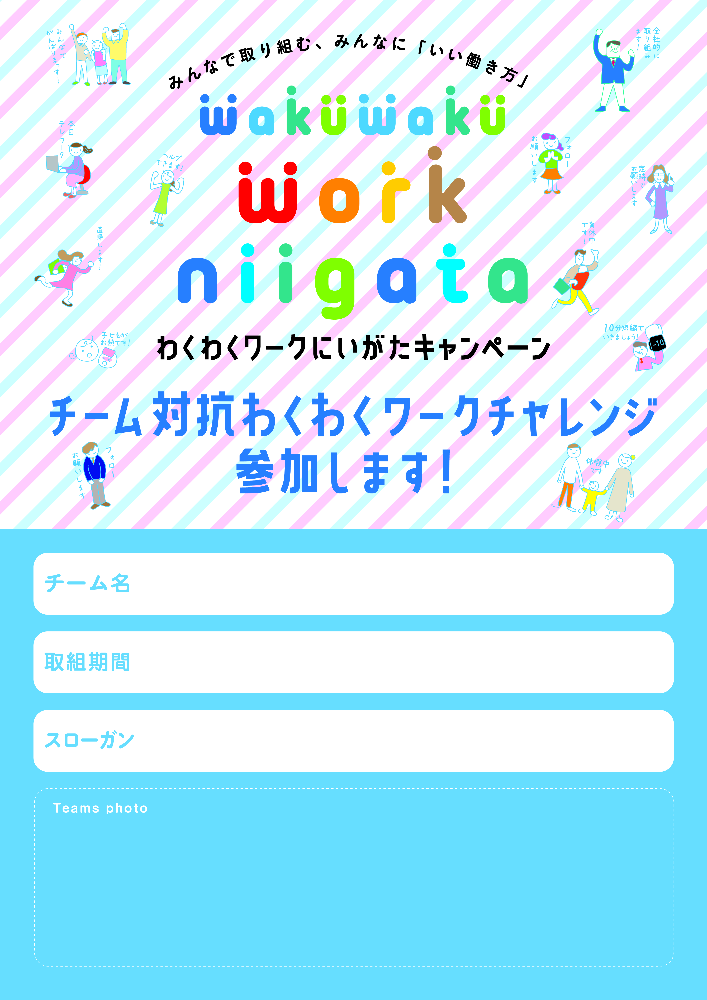 みんなで
がんばりまっす!
みんなで取り組む、みんなに「いい働き方」
全社的に
取り組み
ます!
wakuwaku
本日
テレワーク
フォロー
お願いします
ヘルプ
できます!
work
定時で
お願いします
直帰します!
育休中
です!
niigata
子どもが
お熱です!
わくわくワークにいがたキャンペーン
10分短縮で
いきましょう!
-10
チーム対抗わくわくワークチャレンジ
参加します!
フォロー
お願いします
休暇中
です
チーム名
取組期間
スローガン
Teams photo